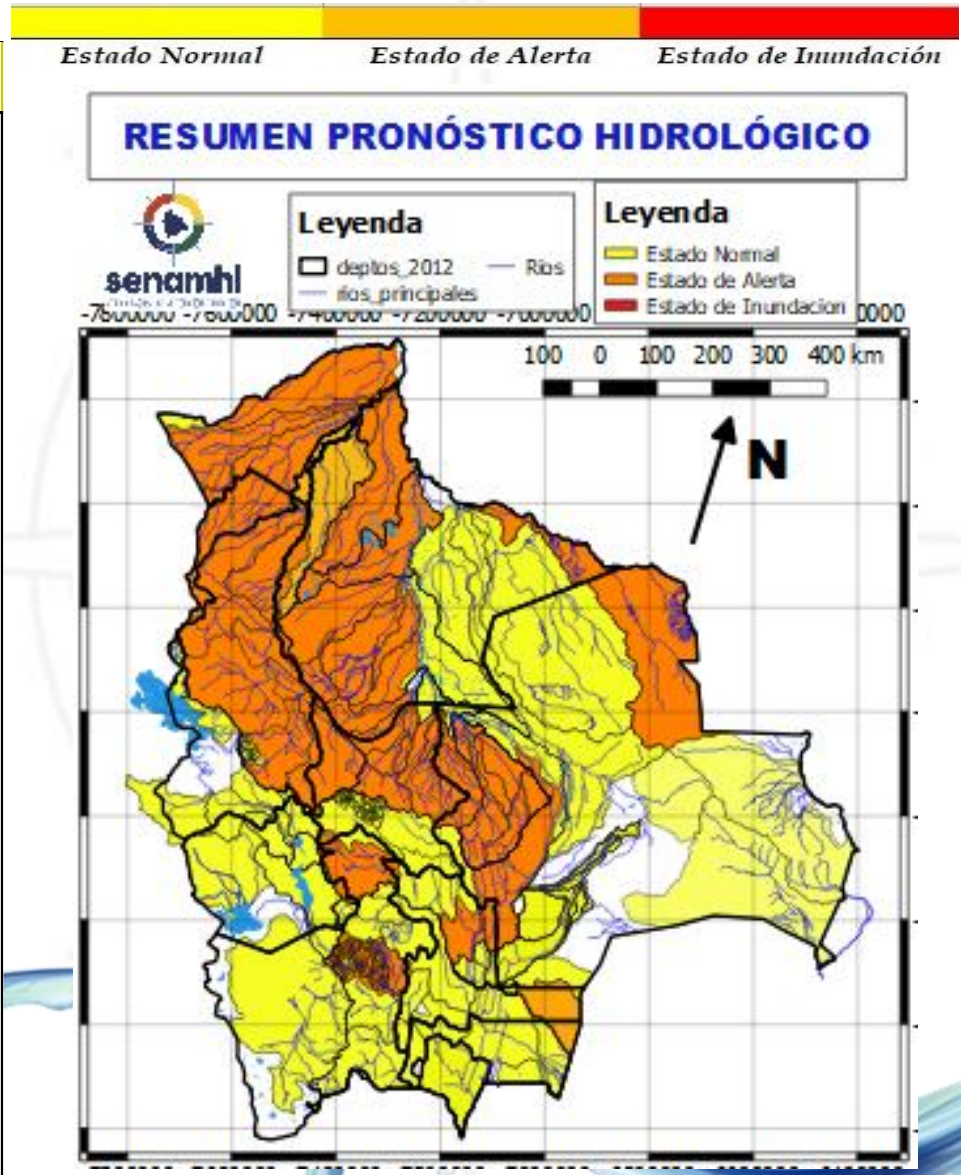 Estado Normal Estado de Alerta Estado de Inundación
RESUMEN PRONÓSTICO HIDROLÓGICO
senamhi
Leyenda
deptos_2012 Rios
rios_principales
Leyenda
Estado Normal
Estado de Alerta
Estado de Inundacion
-7600000 -7400000 -7200000 -7000000
100 0 100 200 300 400 km
N